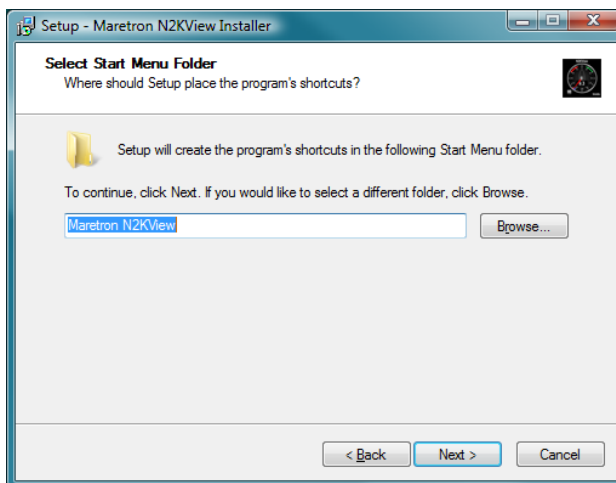 Setup - Maretron N2KView Installer
Select Start Menu Folder
Where should Setup place the program's shortcuts?
Setup will create the program's shortcuts in the following Start Menu folder.
To continue, click Next. If you would like to select a different folder, click Browse.
Maretron N2KView
Browse...
< Back
Next >
Cancel